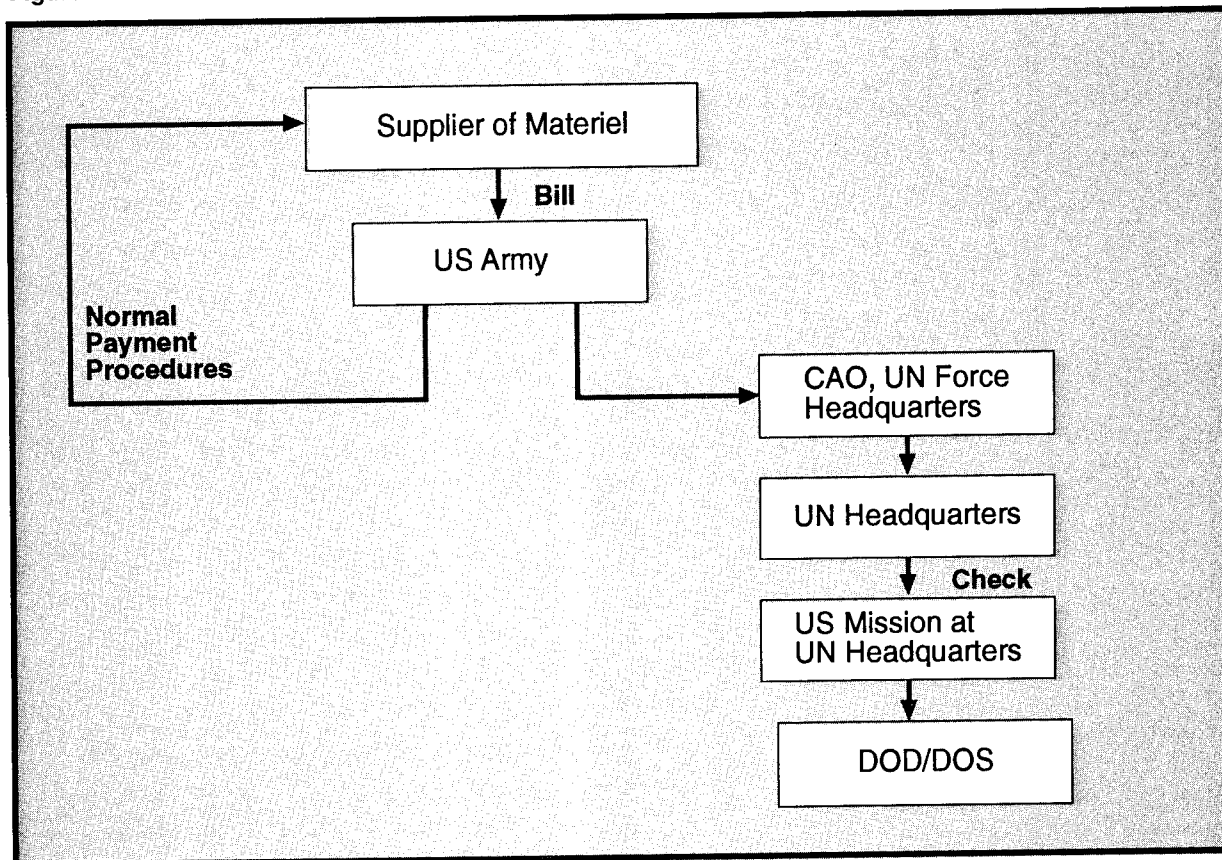 Supplier of Materiel
Bill
US Army
Normal
Payment
Procedures
CAO, UN Force
Headquarters
UN Headquarters
Check
US Mission at
UN Headquarters
DOD/DOS